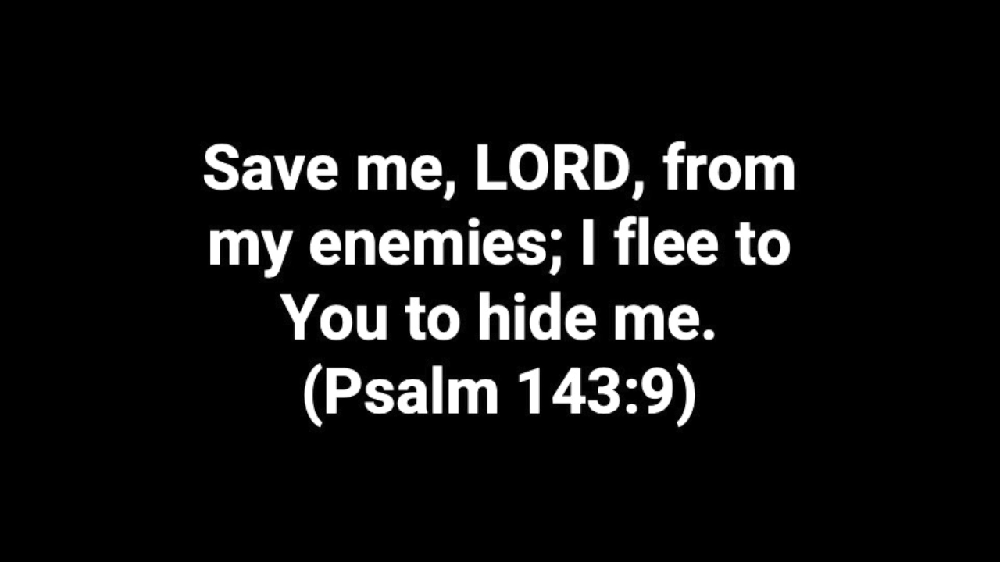 Save me, LORD, from
my enemies; I flee to
You to hide me.
(Psalm 143:9)